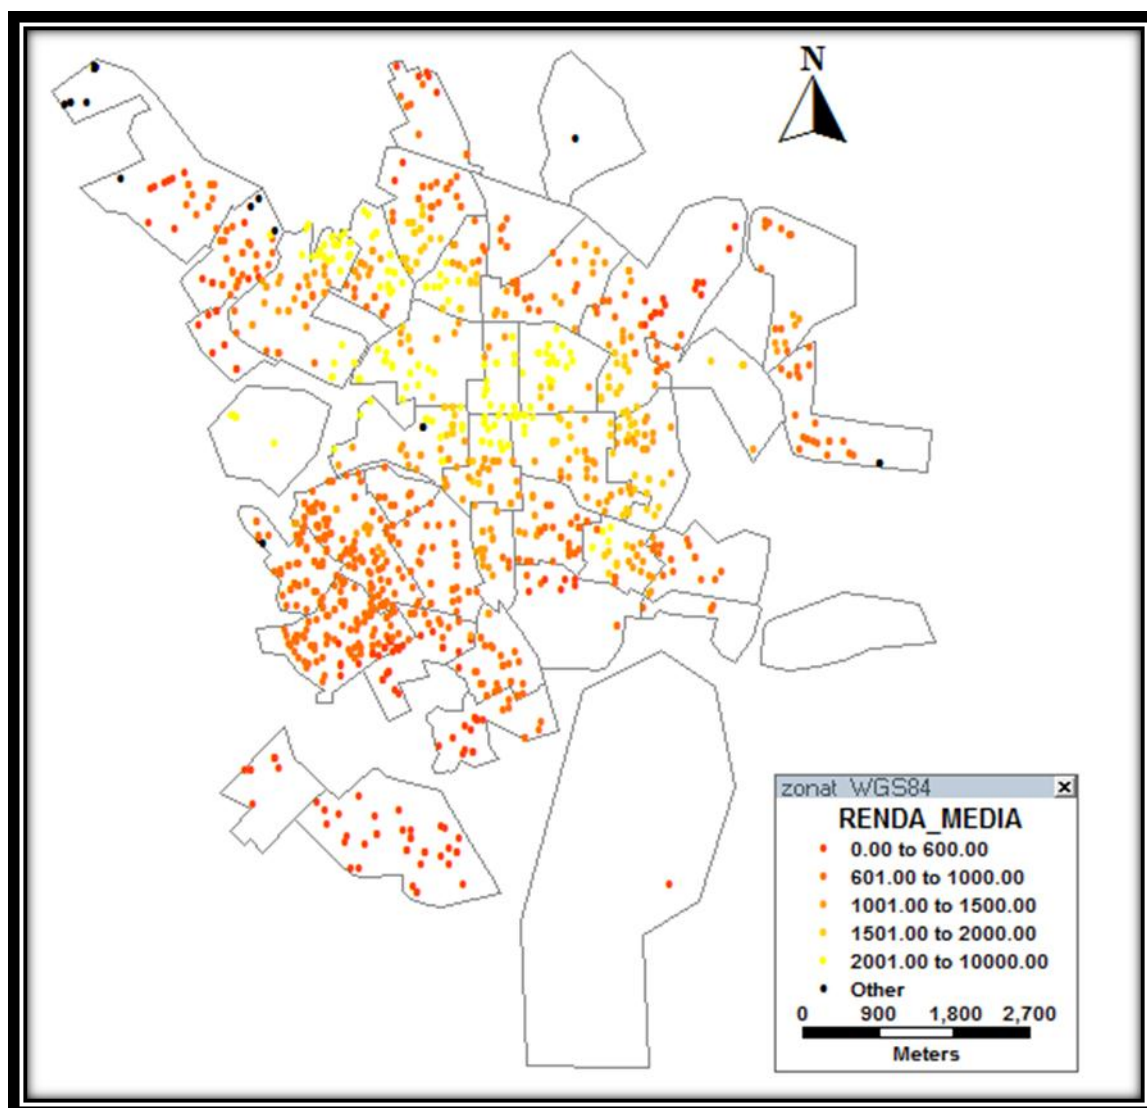 N
zonat_WGS84
RENDA_MEDIA
0.00 to 600.00
601.00 to 1000.00
1001.00 to 1500.00
1501.00 to 2000.00
2001.00 to 10000.00
Other
0 900 1,800 2,700
Meters